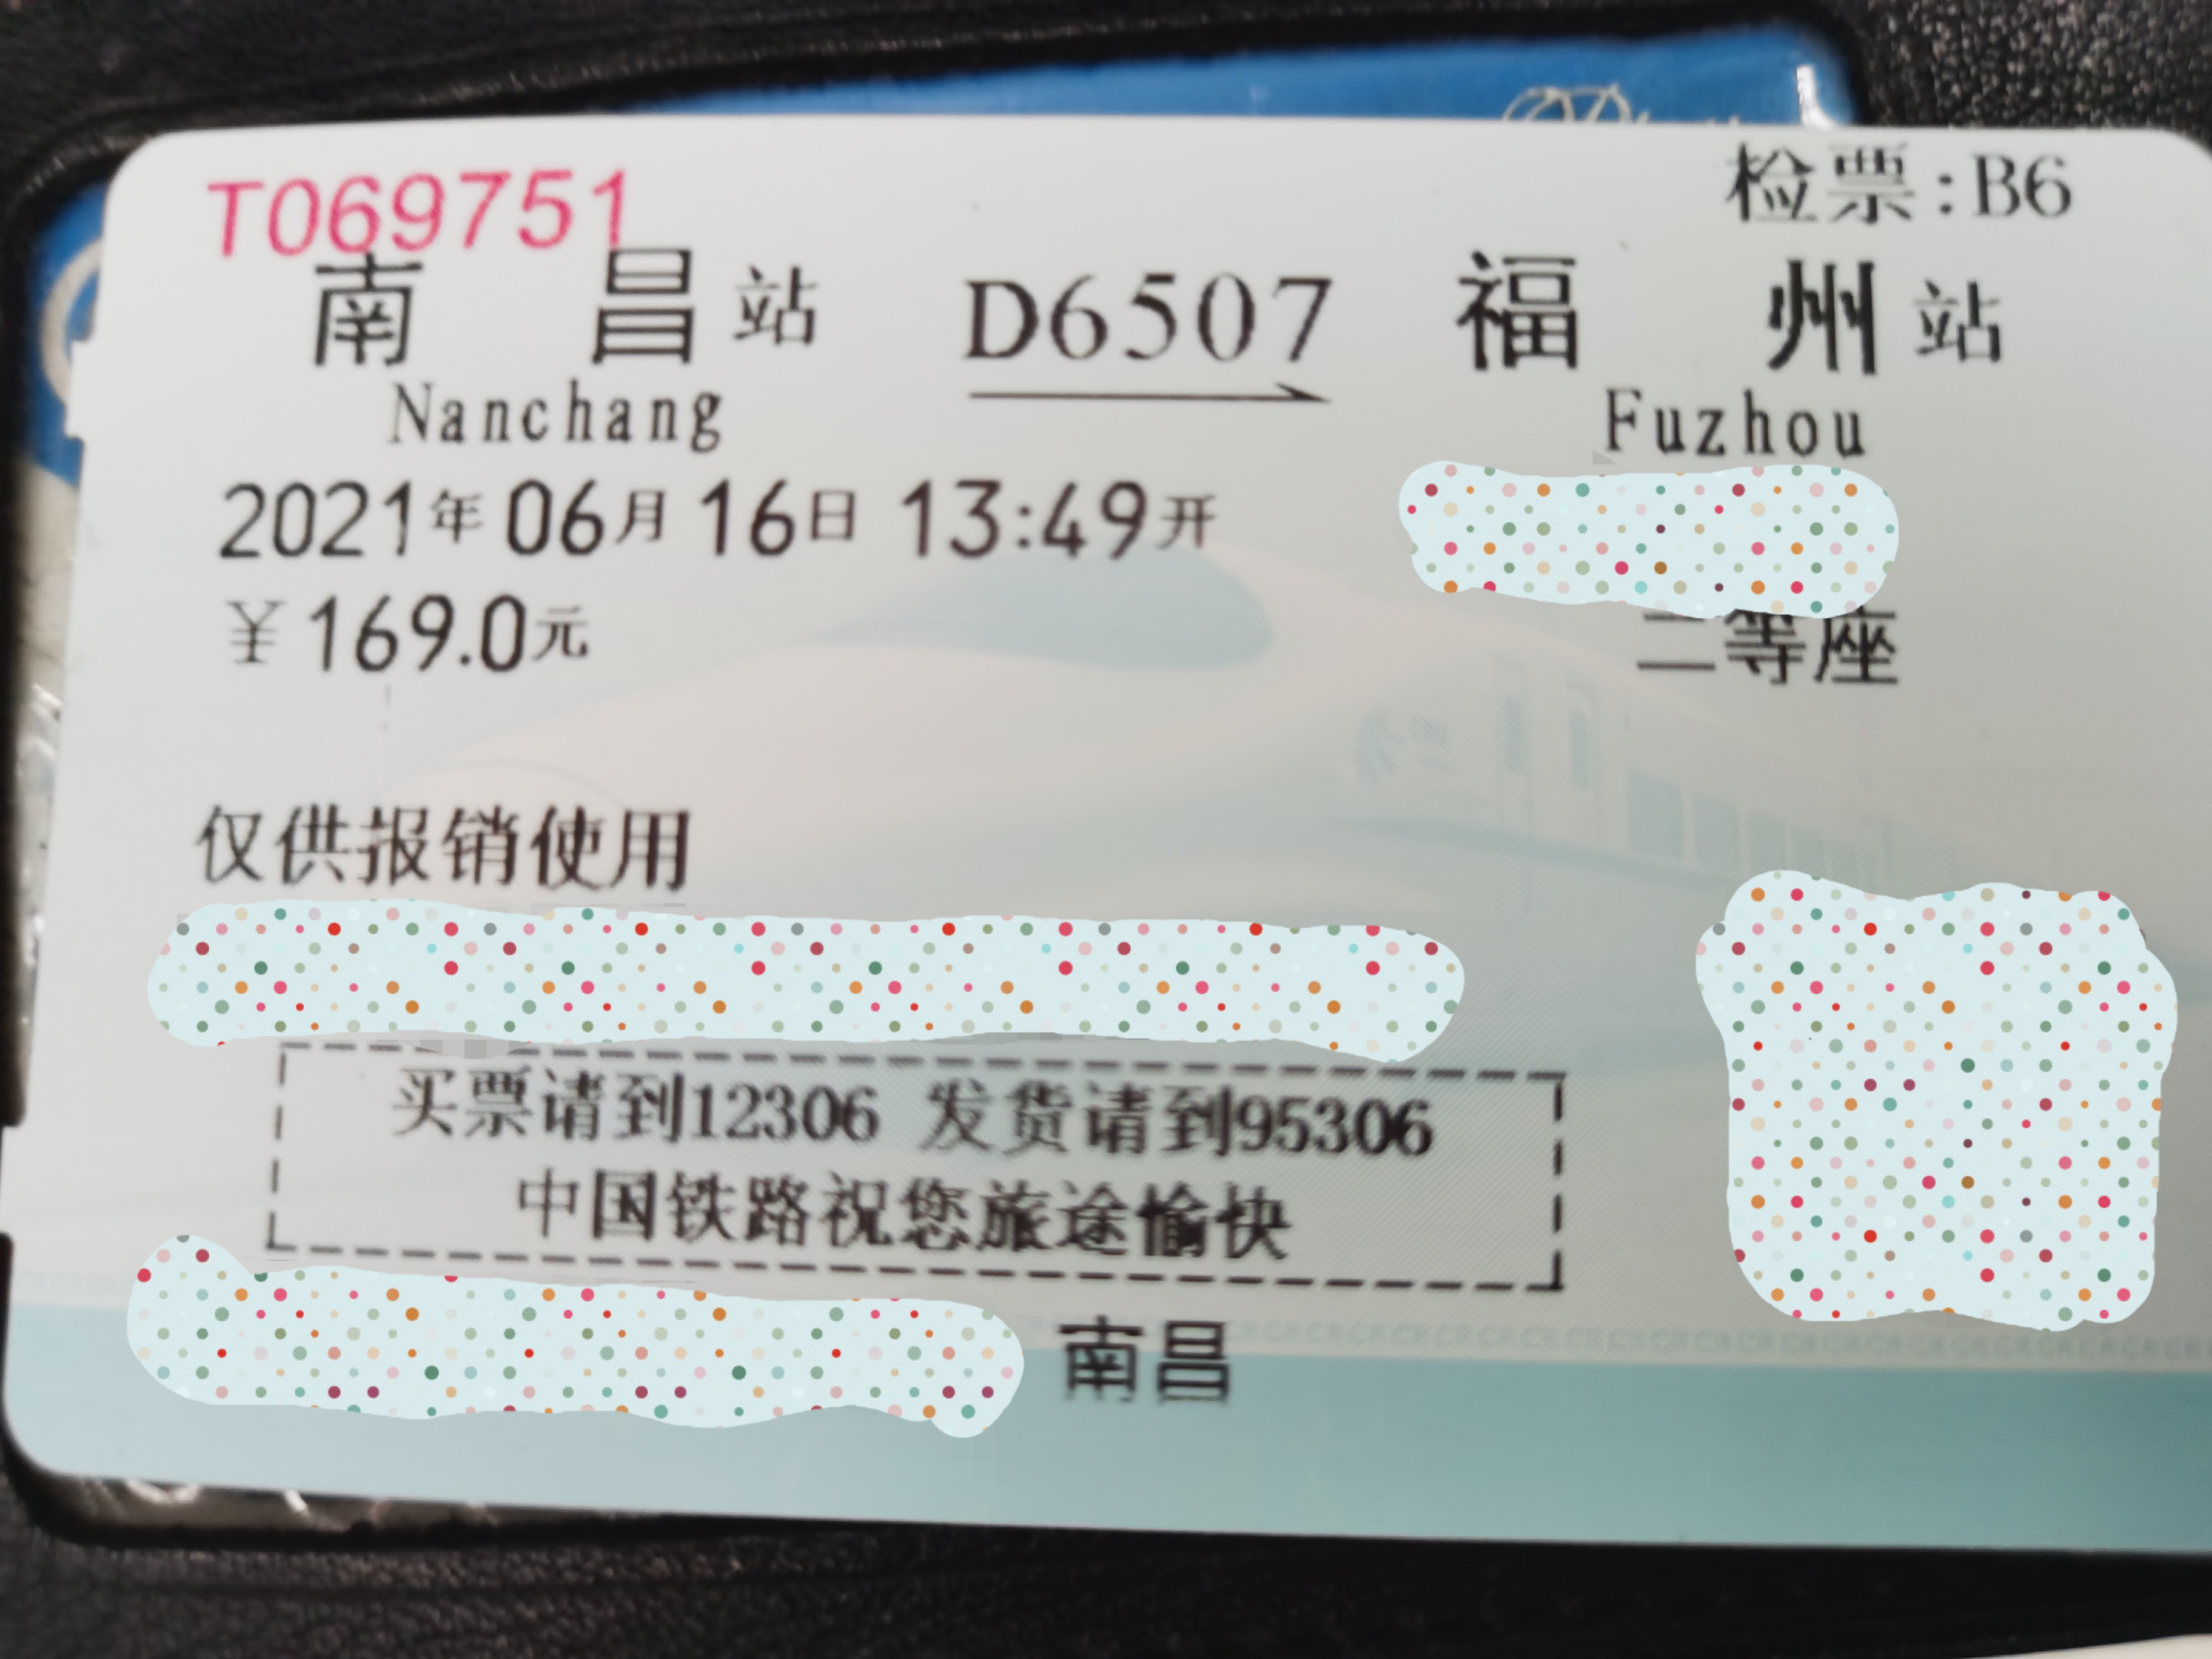 T069751
检票:B6
南昌站 D6507 福州站
Nanchang Fuzhou
2021年06月16日 13:49开
￥169.0元
二等座
仅供报销使用
买票请到12306 发货请到95306
中国铁路祝您旅途愉快
南昌